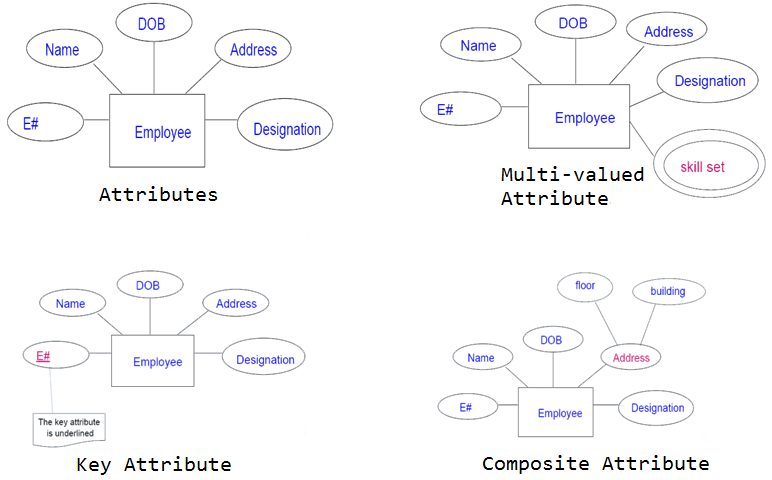 DOB
Name
Address
E#
Employee
Designation
Attributes
DOB
Name
Address
Designation
E#
Employee
skill set
Multi-valued
Attribute
DOB
Name
Address
E#
Employee
Designation
The key attribute
is underlined
Key Attribute
floor
building
DOB
Name
Address
E#
Employee
Designation
Composite Attribute